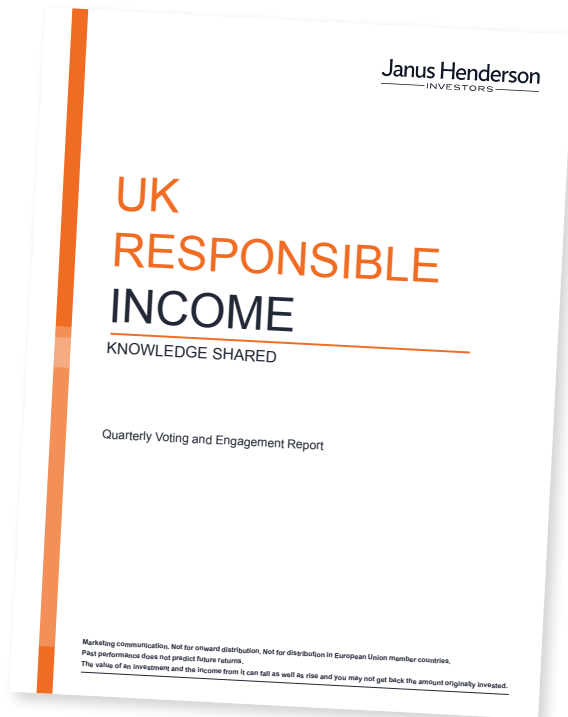 Janus Henderson
INVESTORS
UK
RESPONSIBLE
INCOME
KNOWLEDGE SHARED
Quarterly Voting and Engagement Report
Marketing communication. Not for onward distribution. Not for distribution in European Union member countries.
Past performance does not predict future returns.
The value of an investment and the income from it can fall as well as rise and you may not get back the amount originally invested.